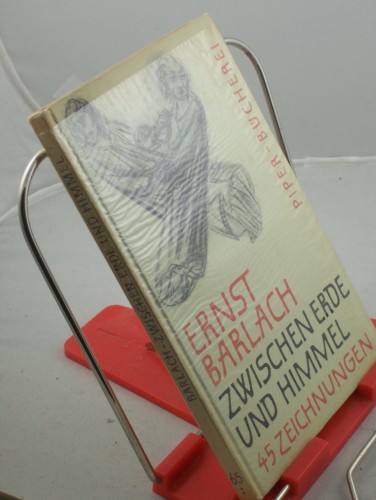 PIPER-BÜCHEREI
ERNST
BARLACH
ZWISCHEN ERDE
UND HIMMEL
45 ZEICHNUNGEN
BARLACH ZWISCHEN ERDE UND HIMMEL